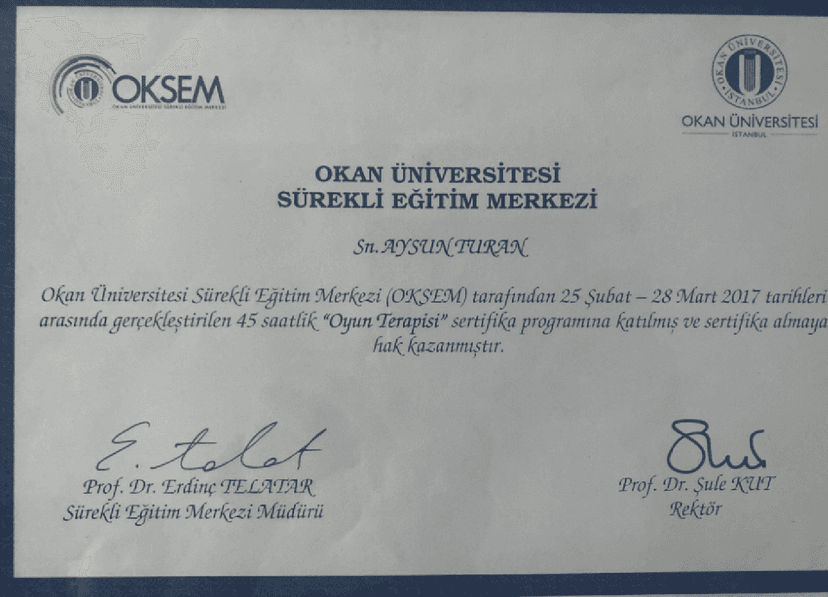 OKSEM
OKAN ÜNİVERSİTESİ SÜREKLİ EĞİTİM MERKEZİ
OKAN ÜNİVERSİTESİ
İSTANBUL
OKAN ÜNİVERSİTESİ
İSTANBUL
OKAN ÜNİVERSİTESİ
SÜREKLİ EĞİTİM MERKEZİ
Sn. AYSUN TURAN
Okan Üniversitesi Sürekli Eğitim Merkezi (OKSEM) tarafından 25 Şubat – 28 Mart 2017 tarihleri
arasında gerçekleştirilen 45 saatlik “Oyun Terapisi” sertifika programına katılmış ve sertifika almaya
hak kazanmıştır.
E. telat
Prof. Dr. Erdinç TELATAR
Sürekli Eğitim Merkezi Müdürü
Prof. Dr. Şule KUT
Rektör